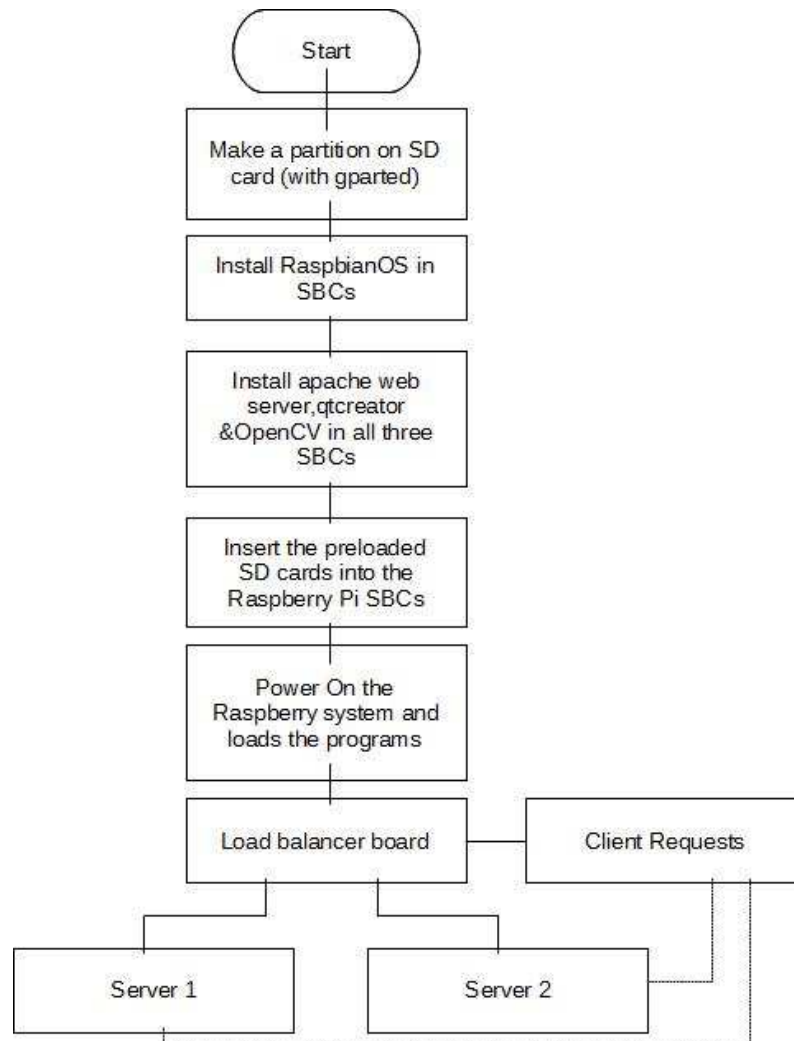 Start
Make a partition on SD
card (with gparted)
Install RaspbianOS in
SBCs
Install apache web
server,qtcreator
&OpenCV in all three
SBCs
Insert the preloaded
SD cards into the
Raspberry Pi SBCs
Power On the
Raspberry system and
loads the programs
Load balancer board
Client Requests
Server 1
Server 2